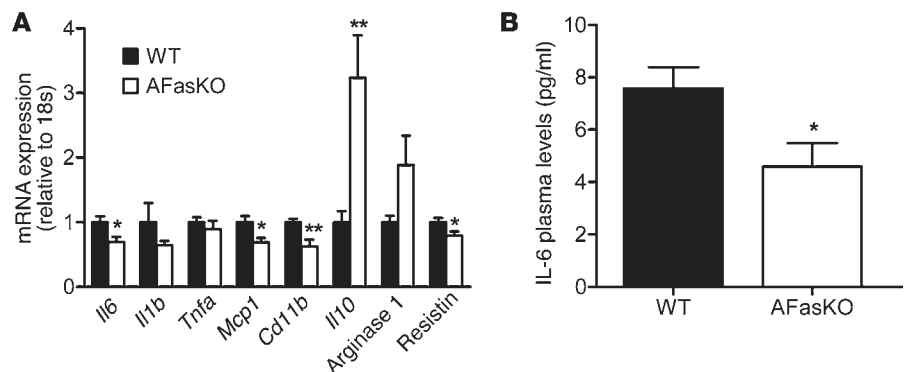 A
mRNA expression
(relative to 18s)
4
3
2
1
0
WT
AFasKO
*
*
**
**
*
Il6
Il1b
Tnfa
Mcp1
Cd11b
Il10
Arginase 1
Resistin
B
IL-6 plasma levels (pg/ml)
10
8
6
4
2
0
*
WT
AFasKO